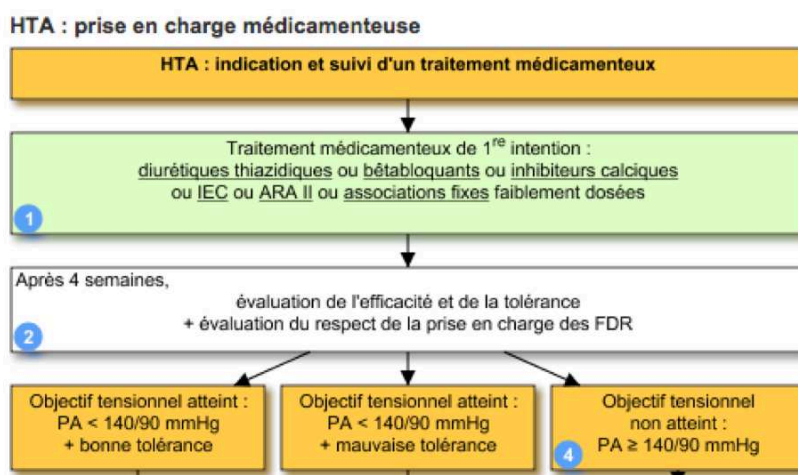 HTA : prise en charge médicamenteuse
HTA : indication et suivi d'un traitement médicamenteux
Traitement médicamenteux de 1re intention :
diurétiques thiazidiques ou bêtabloquants ou inhibiteurs calciques
ou IEC ou ARA II ou associations fixes faiblement dosées
1
Après 4 semaines,
évaluation de l'efficacité et de la tolérance
+ évaluation du respect de la prise en charge des FDR
2
Objectif tensionnel atteint :
PA < 140/90 mmHg
+ bonne tolérance
Objectif tensionnel atteint :
PA < 140/90 mmHg
+ mauvaise tolérance
Objectif tensionnel
non atteint :
PA ≥ 140/90 mmHg
4